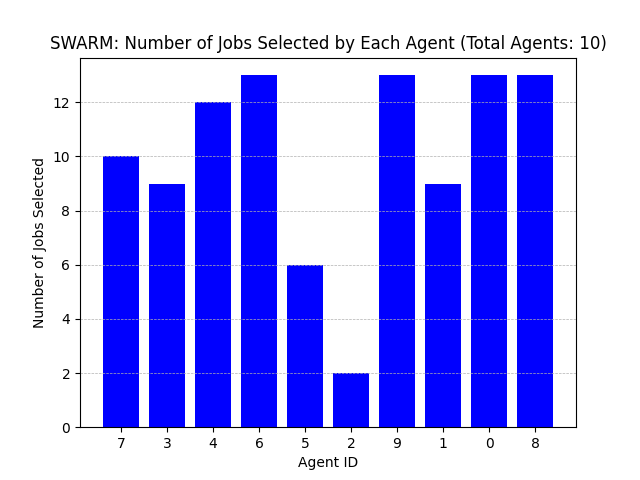 SWARM: Number of Jobs Selected by Each Agent (Total Agents: 10)
Number of Jobs Selected
12
10
8
6
4
2
0
7 3 4 6 5 2 9 1 0 8
Agent ID